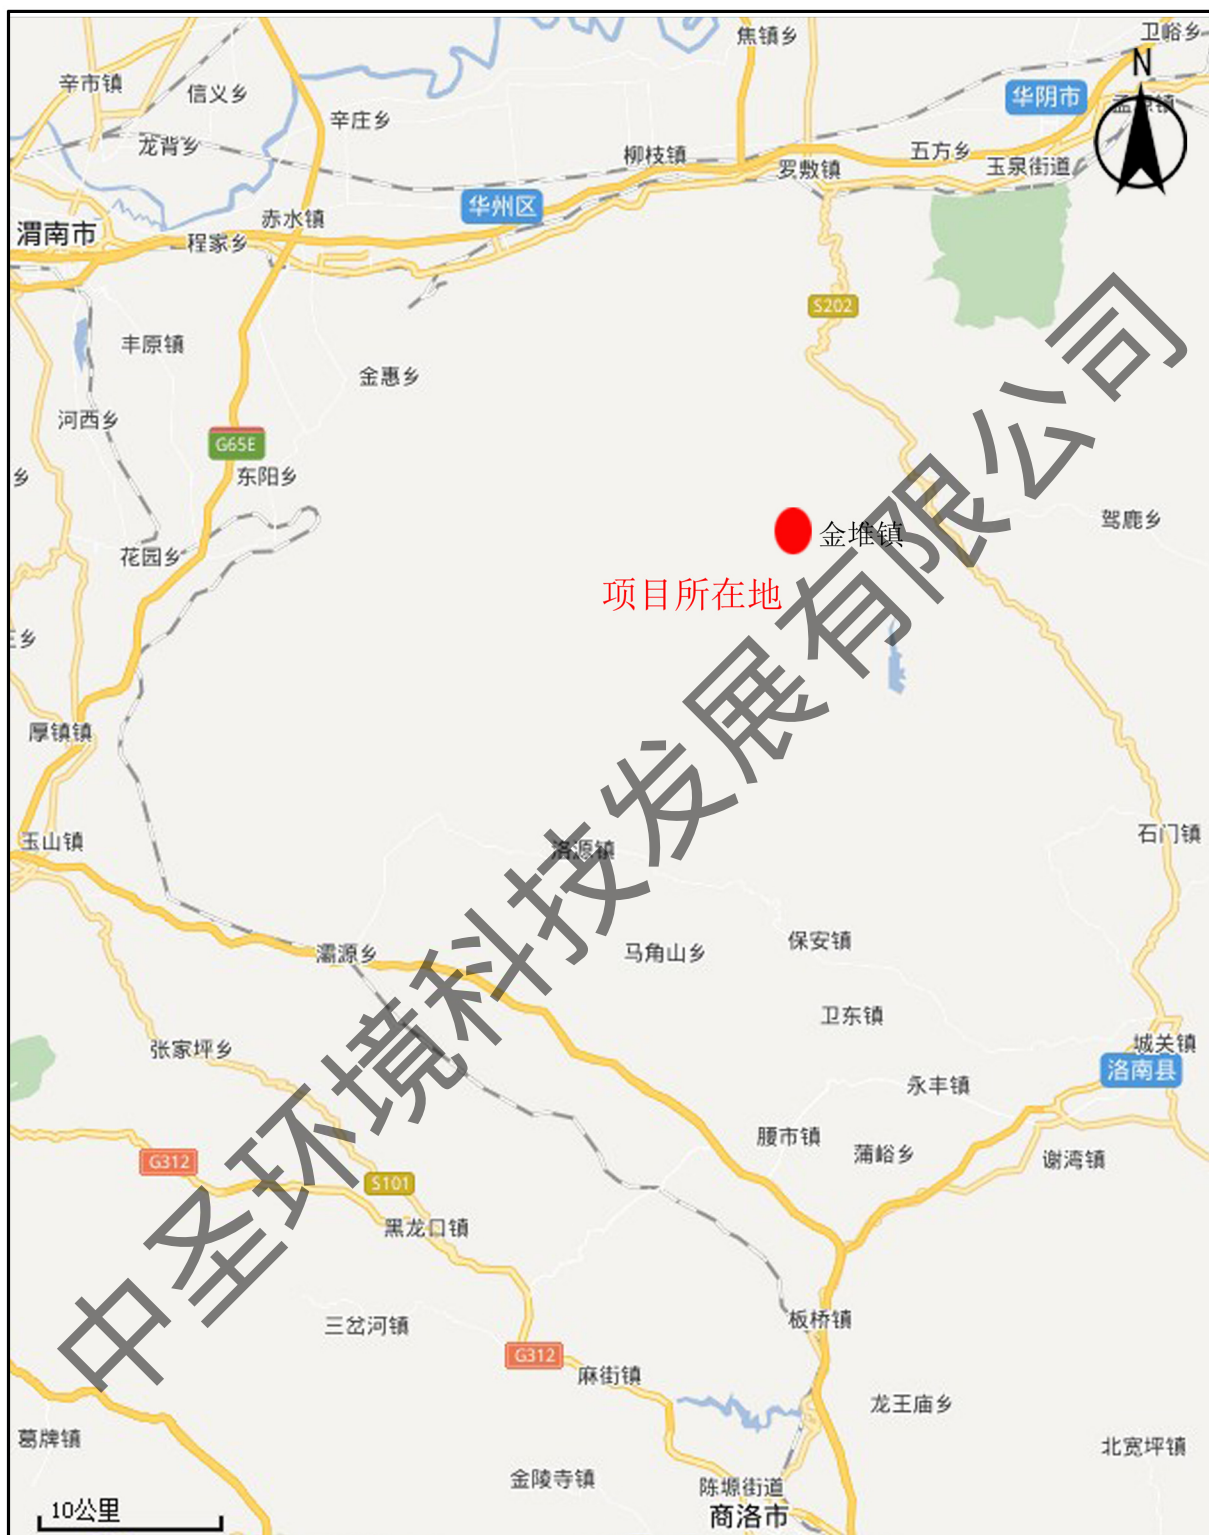 焦镇乡
卫峪乡
N
辛市镇
信义乡
华阴市
孟塬镇
辛庄乡
龙背乡
柳枝镇
五方乡
罗敷镇
玉泉街道
华州区
赤水镇
渭南市
程家乡
S202
丰原镇
金惠乡
河西乡
G65E
乡
东阳乡
驾鹿乡
金堆镇
花园乡
项目所在地
乡
厚镇镇
玉山镇
石门镇
洛源镇
保安镇
灞源乡
马角山乡
卫东镇
张家坪乡
城关镇
洛南县
永丰镇
腰市镇
蒲峪乡
谢湾镇
G312
S101
黑龙口镇
三岔河镇
板桥镇
G312
麻街镇
龙王庙乡
葛牌镇
北宽坪镇
金陵寺镇
陈塬街道
10公里
商洛市
中圣环境科技发展有限公司